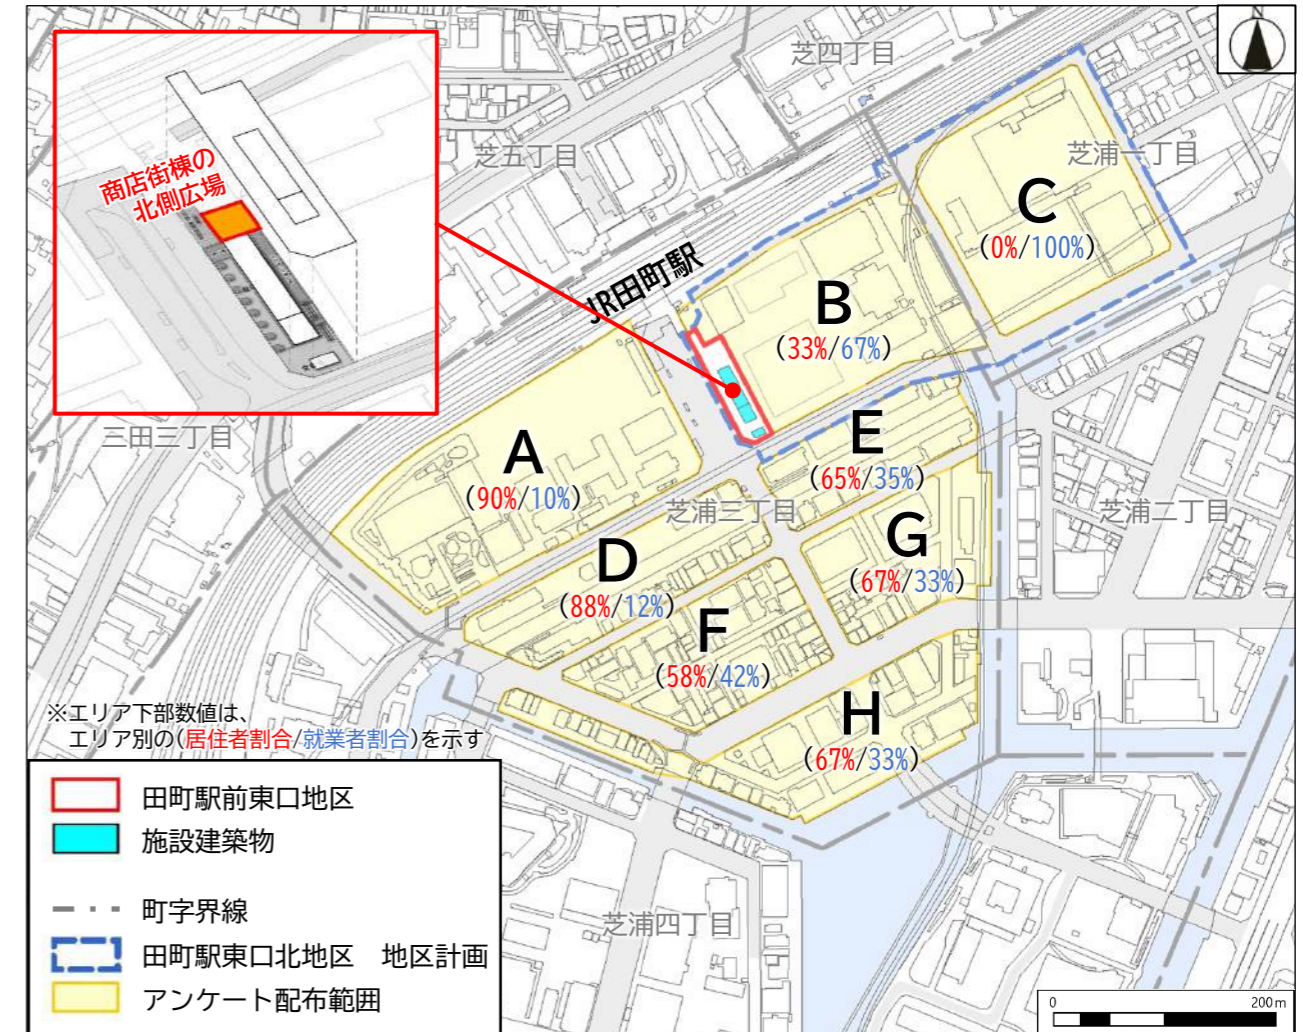 N
芝四丁目
芝五丁目
芝浦一丁目
商店街棟の
北側広場
C
(0%/100%)
JR田町駅
B
(33%/67%)
三田三丁目
A
(90%/10%)
E
(65%/35%)
芝浦三丁目
芝浦二丁目
G
(67%/33%)
D
(88%/12%)
F
(58%/42%)
H
(67%/33%)
※エリア下部数値は、
エリア別の(居住者割合/就業者割合)を示す
田町駅前東口地区
施設建築物
町字界線
田町駅東口北地区 地区計画
アンケート配布範囲
芝浦四丁目
0 200m